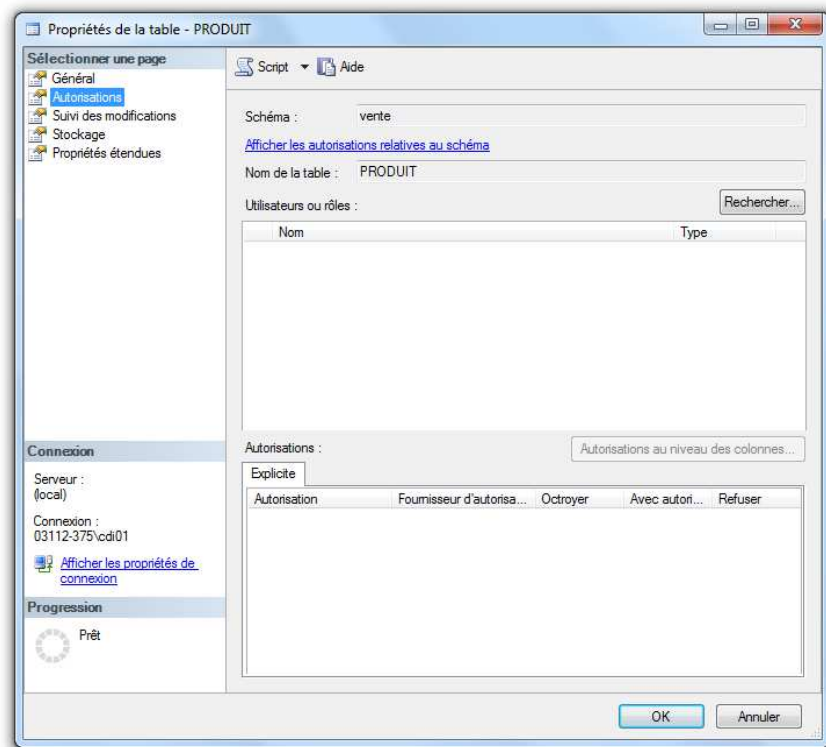 Propriétés de la table - PRODUIT
Sélectionner une page
Général
Autorisations
Suivi des modifications
Stockage
Propriétés étendues
Script
Aide
Schéma :
vente
Afficher les autorisations relatives au schéma
Nom de la table :
PRODUIT
Utilisateurs ou rôles :
Rechercher...
Nom
Type
Connexion
Serveur :
(local)
Connexion :
03112-375\cdi01
Afficher les propriétés de
connexion
Progression
Prêt
Autorisations :
Autorisations au niveau des colonnes...
Explicite
Autorisation
Fournisseur d'autorisa...
Octroyer
Avec autori...
Refuser
OK
Annuler